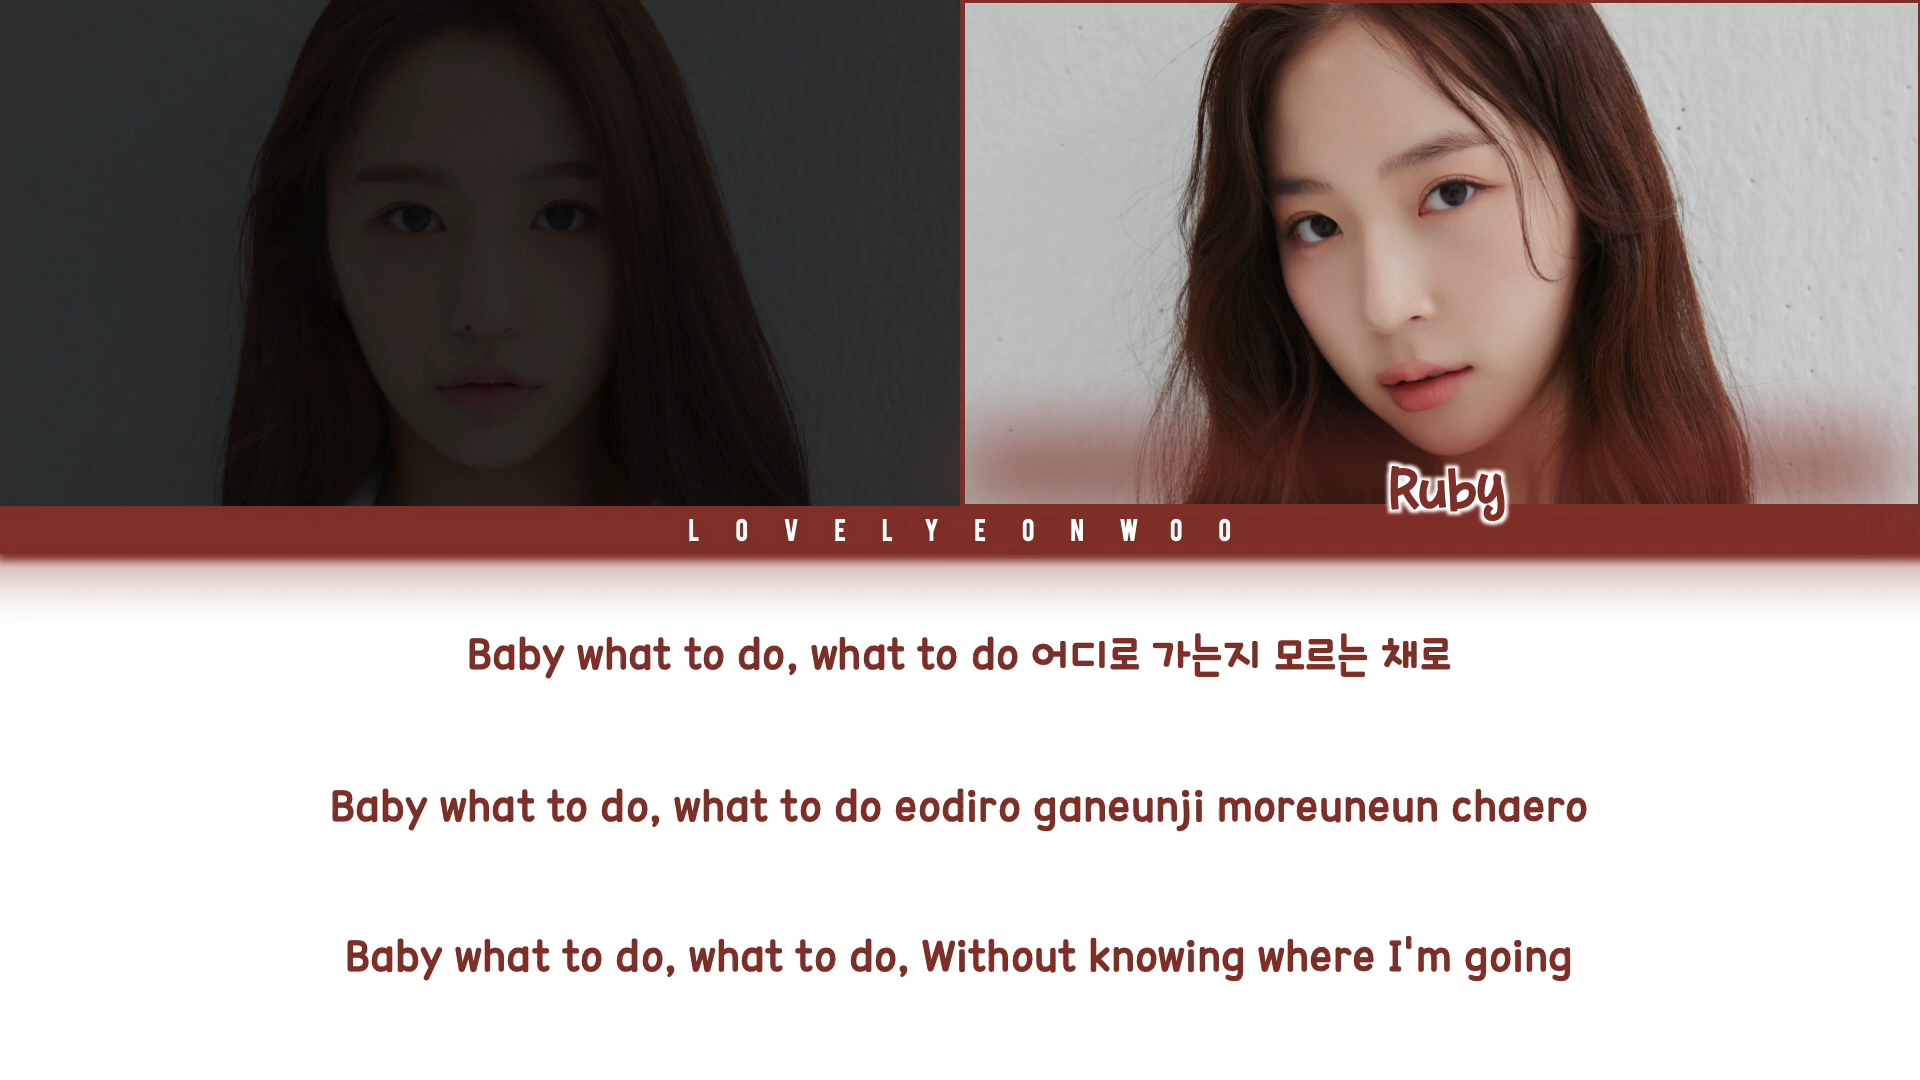 Ruby
LOVELYEONWOO
Baby what to do, what to do 어디로 가는지 모르는 채로
Baby what to do, what to do eodiro ganeunji moreuneun chaero
Baby what to do, what to do, Without knowing where I'm going